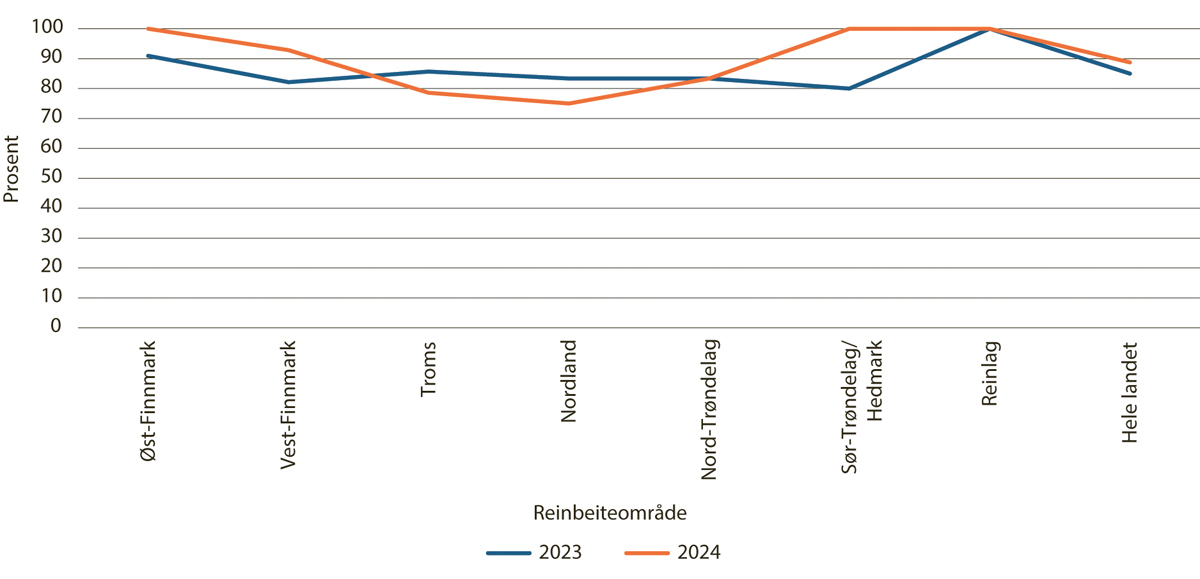 Prosent
100
90
80
70
60
50
40
30
20
10
0
Øst-Finnmark
Vest-Finnmark
Troms
Nordland
Nord-Trøndelag
Sør-Trøndelag/
Hedmark
Reinlag
Hele landet
Reinbeiteområde
2023
2024